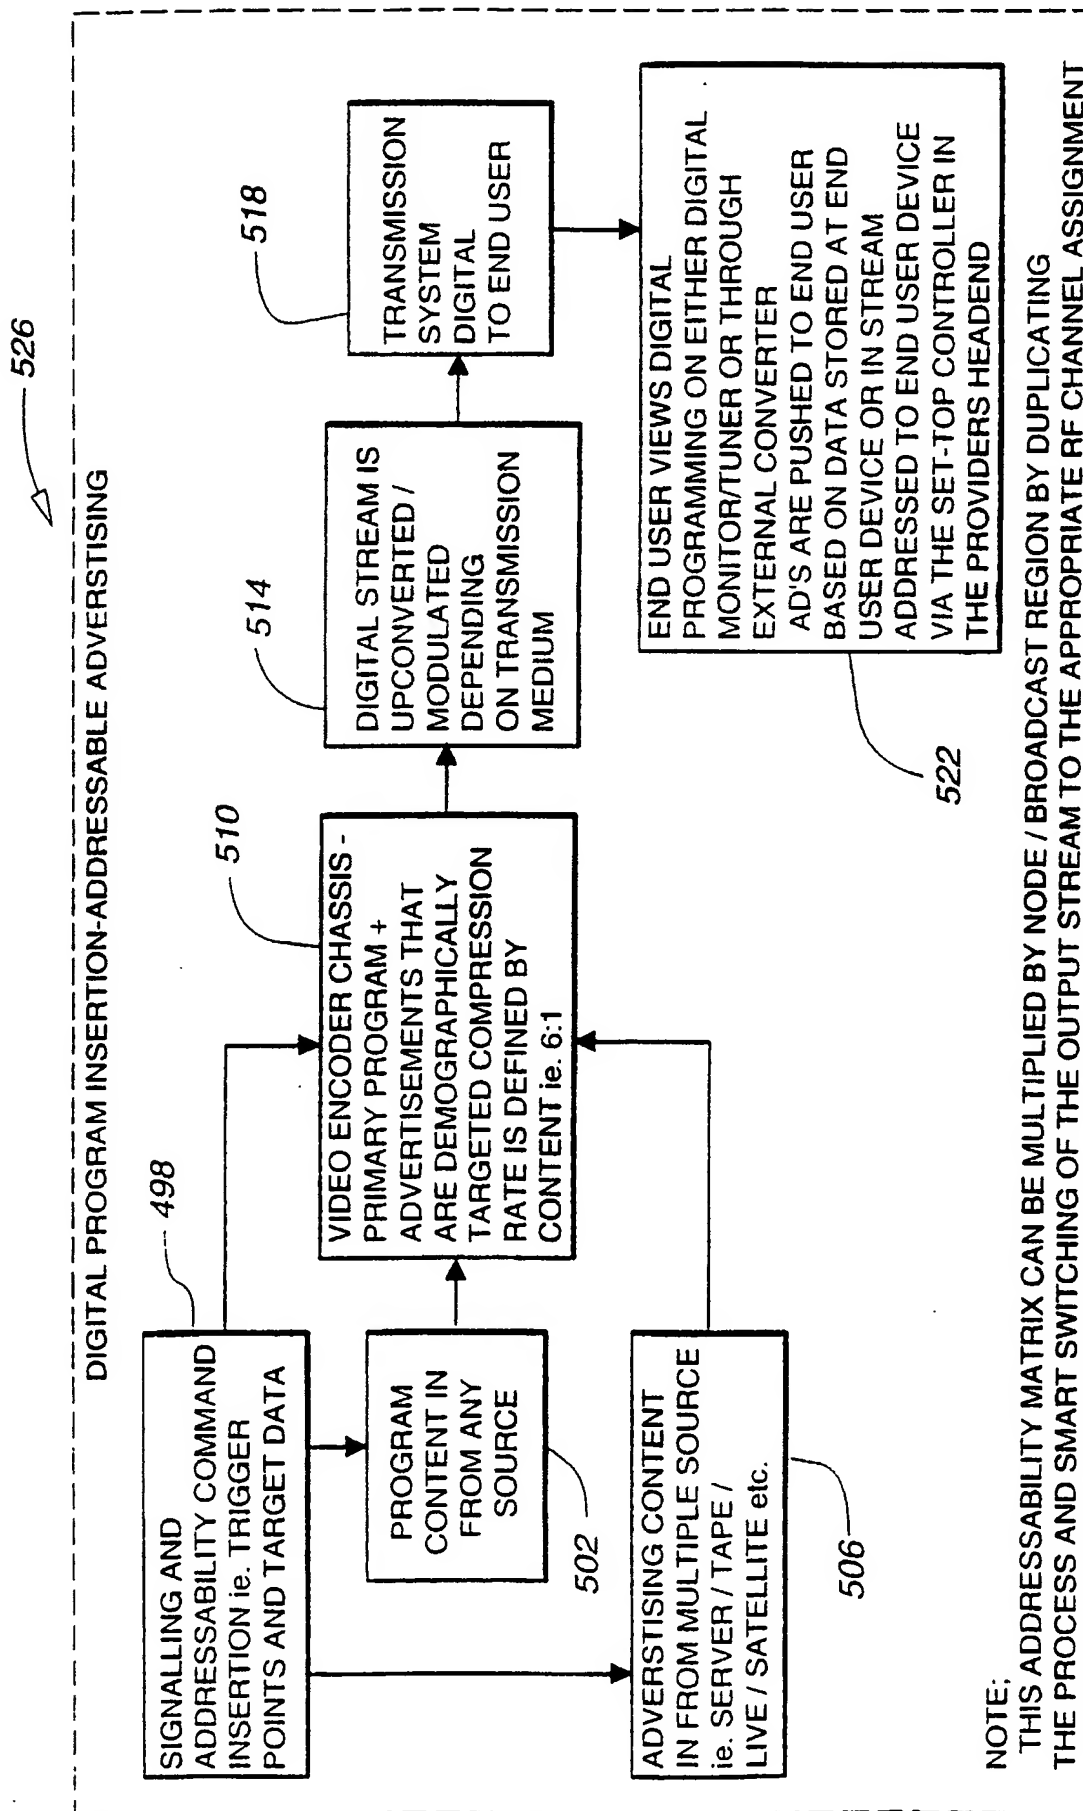 526
DIGITAL PROGRAM INSERTION-ADDRESSABLE ADVERSTISING
498
SIGNALLING AND
ADDRESSABILITY COMMAND
INSERTION ie. TRIGGER
POINTS AND TARGET DATA
PROGRAM
CONTENT IN
FROM ANY
SOURCE
502
ADVERSTISING CONTENT
IN FROM MULTIPLE SOURCE
ie. SERVER / TAPE /
LIVE / SATELLITE etc.
506
510
VIDEO ENCODER CHASSIS -
PRIMARY PROGRAM +
ADVERTISEMENTS THAT
ARE DEMOGRAPHICALLY
TARGETED COMPRESSION
RATE IS DEFINED BY
CONTENT ie. 6:1
514
DIGITAL STREAM IS
UPCONVERTED /
MODULATED
DEPENDING
ON TRANSMISSION
MEDIUM
518
TRANSMISSION
SYSTEM
DIGITAL
TO END USER
END USER VIEWS DIGITAL
PROGRAMMING ON EITHER DIGITAL
MONITOR/TUNER OR THROUGH
EXTERNAL CONVERTER
AD'S ARE PUSHED TO END USER
BASED ON DATA STORED AT END
USER DEVICE OR IN STREAM
ADDRESSED TO END USER DEVICE
VIA THE SET-TOP CONTROLLER IN
THE PROVIDERS HEADEND
522
NOTE;
THIS ADDRESSABILITY MATRIX CAN BE MULTIPLIED BY NODE / BROADCAST REGION BY DUPLICATING
THE PROCESS AND SMART SWITCHING OF THE OUTPUT STREAM TO THE APPROPRIATE RF CHANNEL ASSIGNMENT